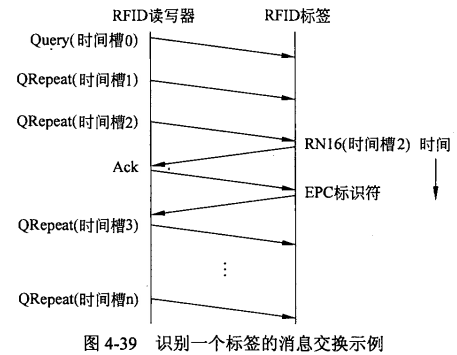 RFID读写器 RFID标签
Query(时间槽0)
QRepeat(时间槽1)
QRepeat(时间槽2)
RN16(时间槽2) 时间
Ack
EPC标识符
QRepeat(时间槽3)
⋮
QRepeat(时间槽n)
图 4-39 识别一个标签的消息交换示例